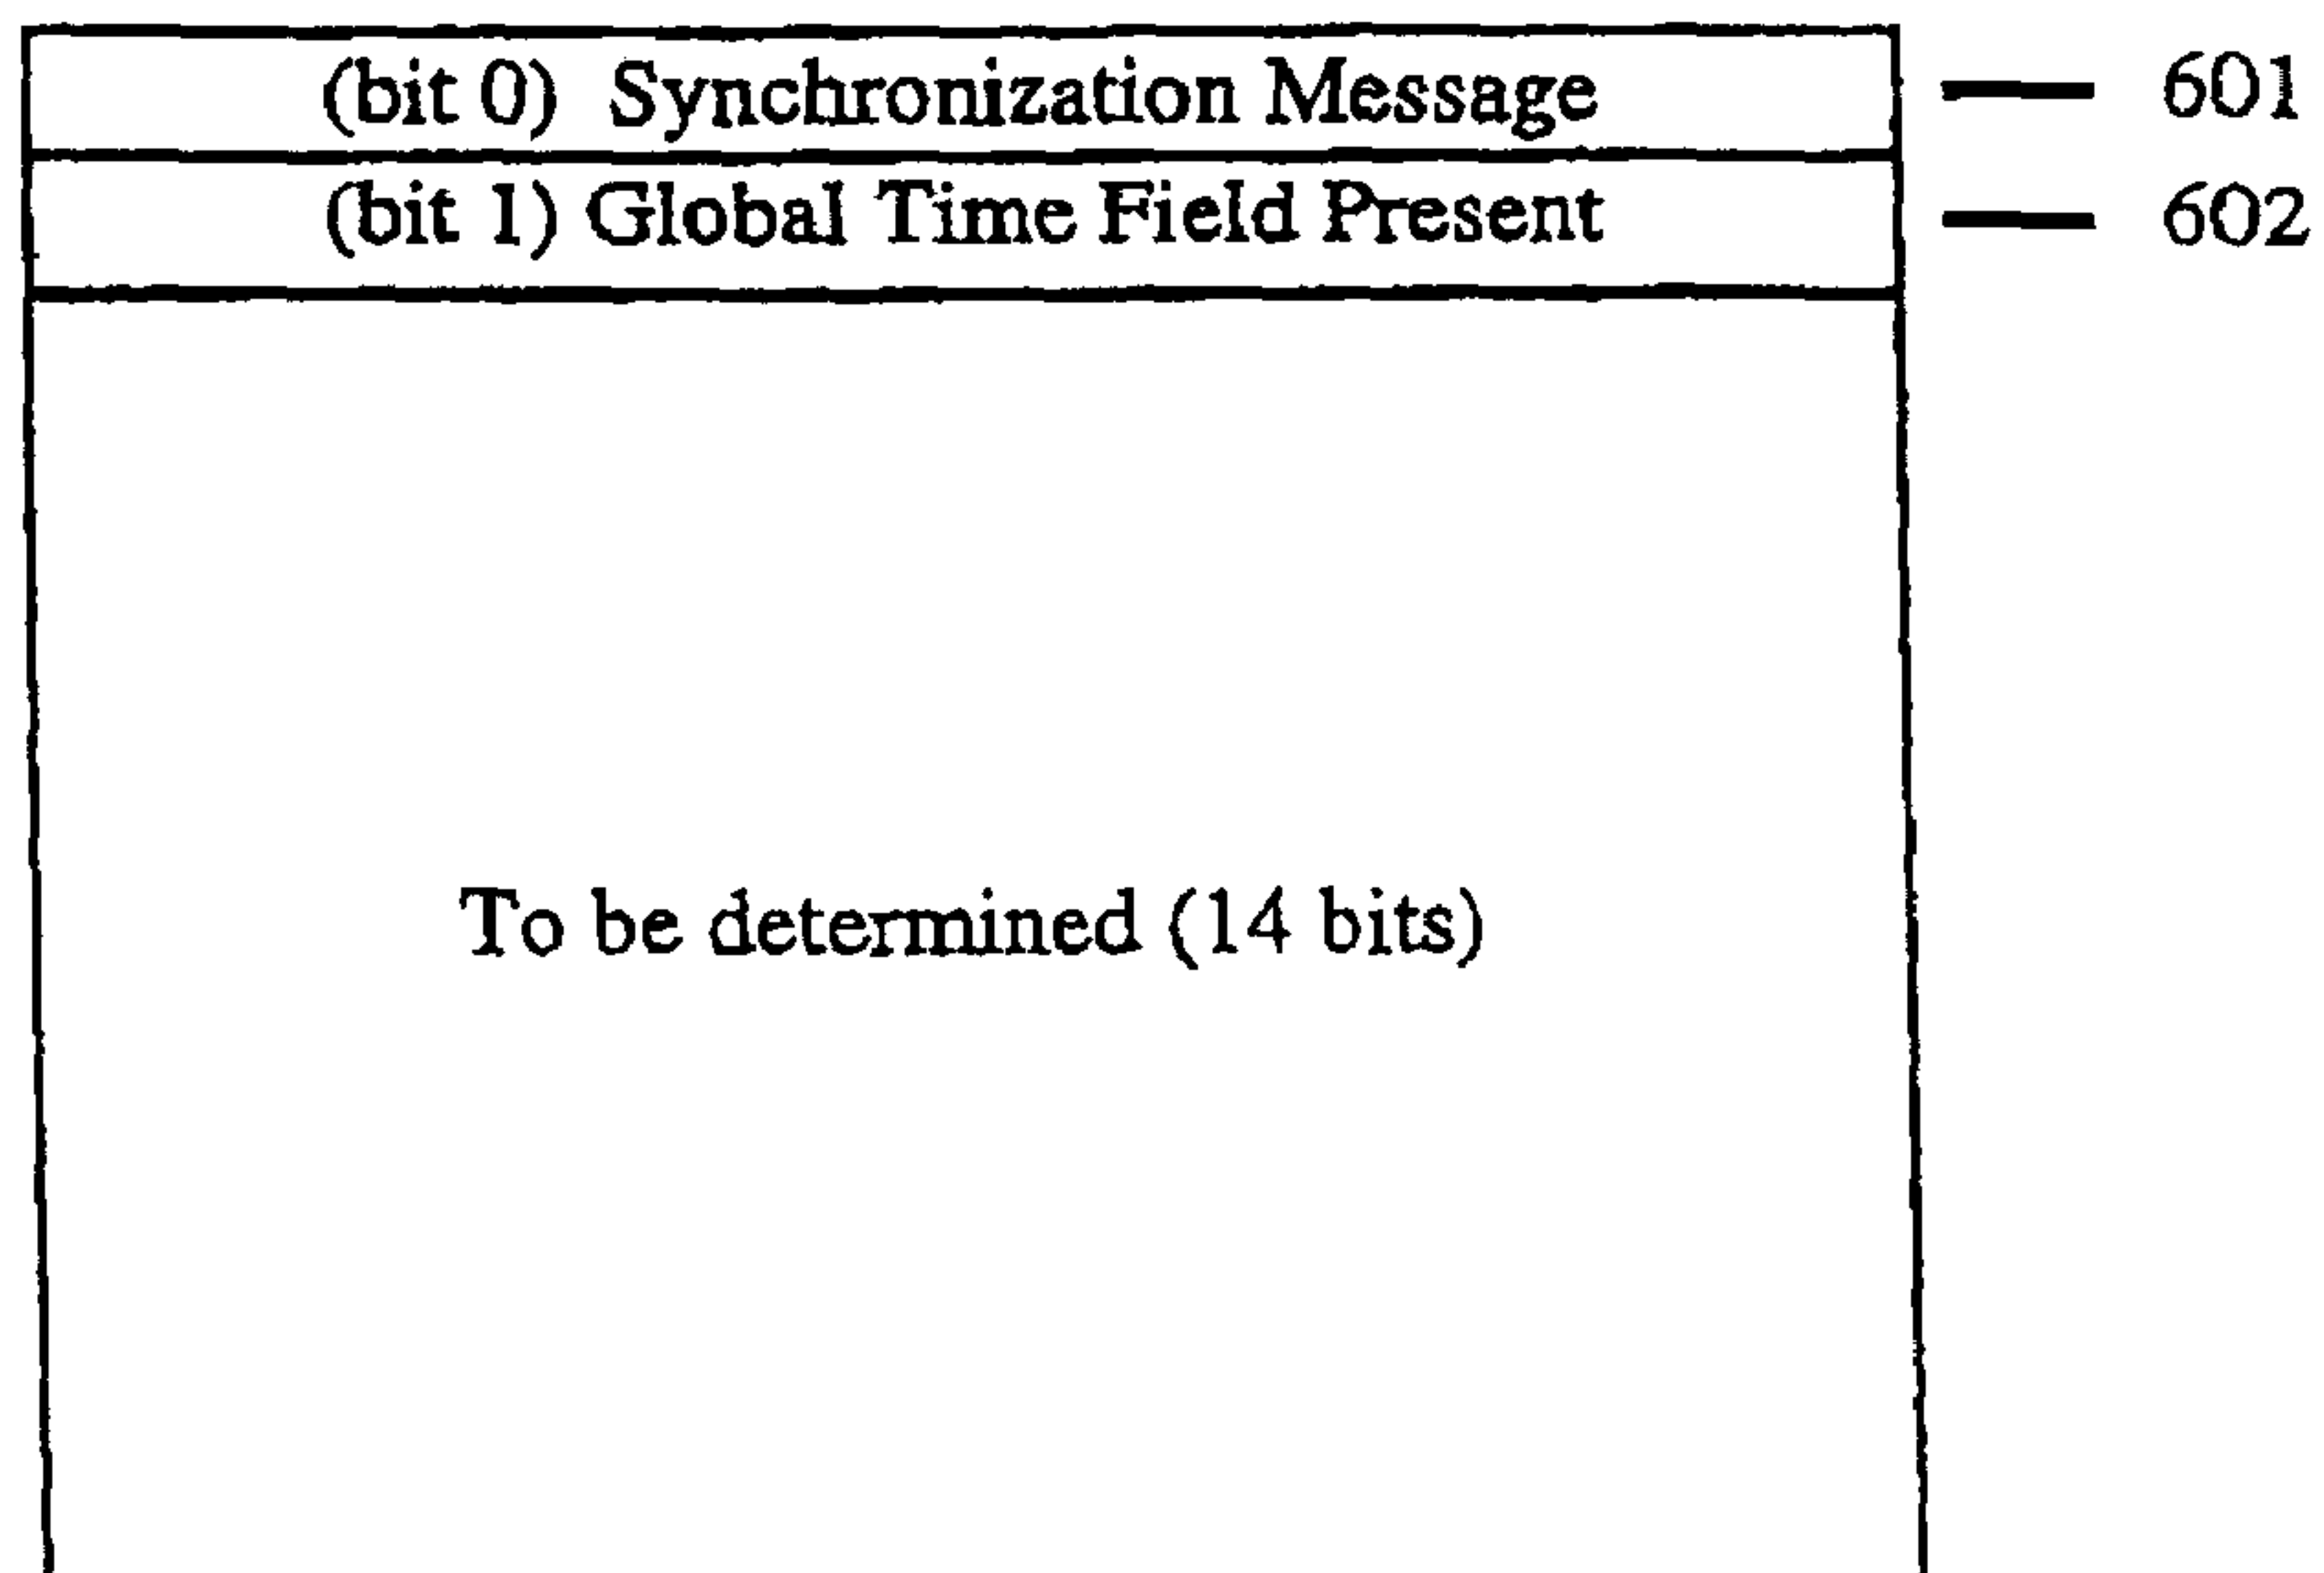 (bit 0) Synchronization Message 601
(bit 1) Global Time Field Present 602
To be determined (14 bits)